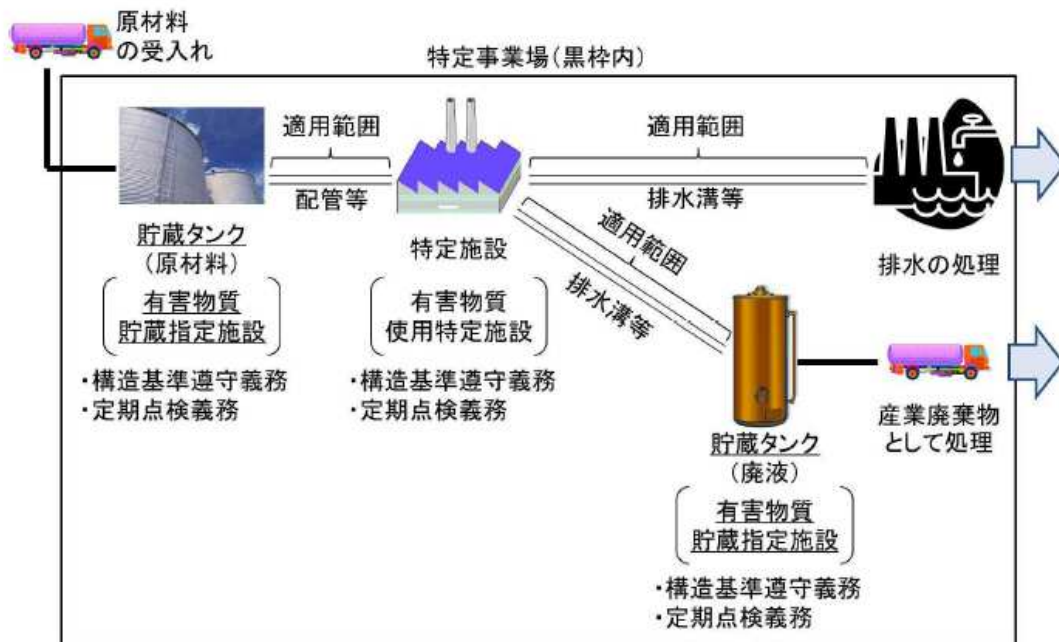 原材料
の受入れ
特定事業場(黒枠内)
適用範囲
配管等
適用範囲
排水溝等
適用範囲
排水溝等
貯蔵タンク
(原材料)
有害物質
貯蔵指定施設
・構造基準遵守義務
・定期点検義務
特定施設
有害物質
使用特定施設
・構造基準遵守義務
・定期点検義務
排水の処理
産業廃棄物
として処理
貯蔵タンク
(廃液)
有害物質
貯蔵指定施設
・構造基準遵守義務
・定期点検義務